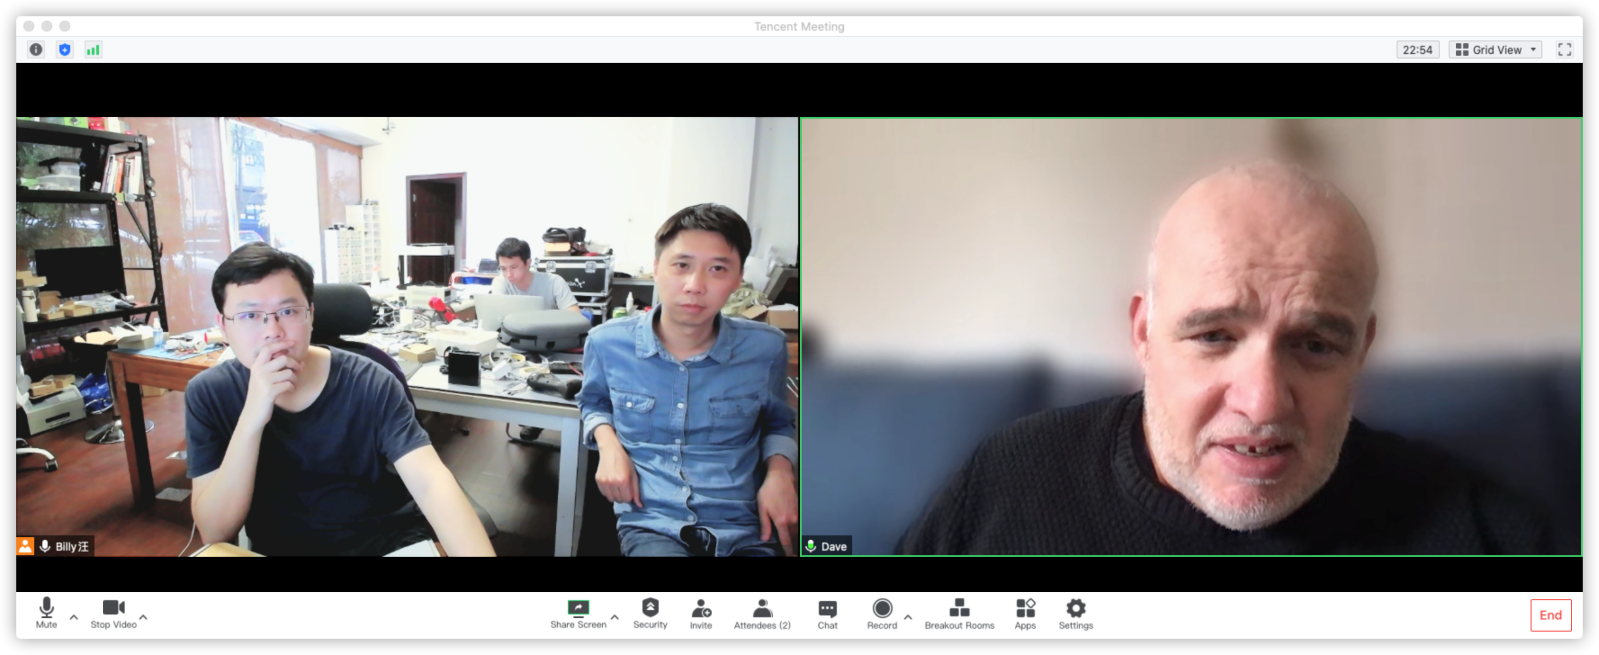 Tencent Meeting
22:54
Grid View
Billy汪
Dave
Mute
Stop Video
Share Screen
Security
Invite
Attendees (2)
Chat
Record
Breakout Rooms
Apps
Settings
End